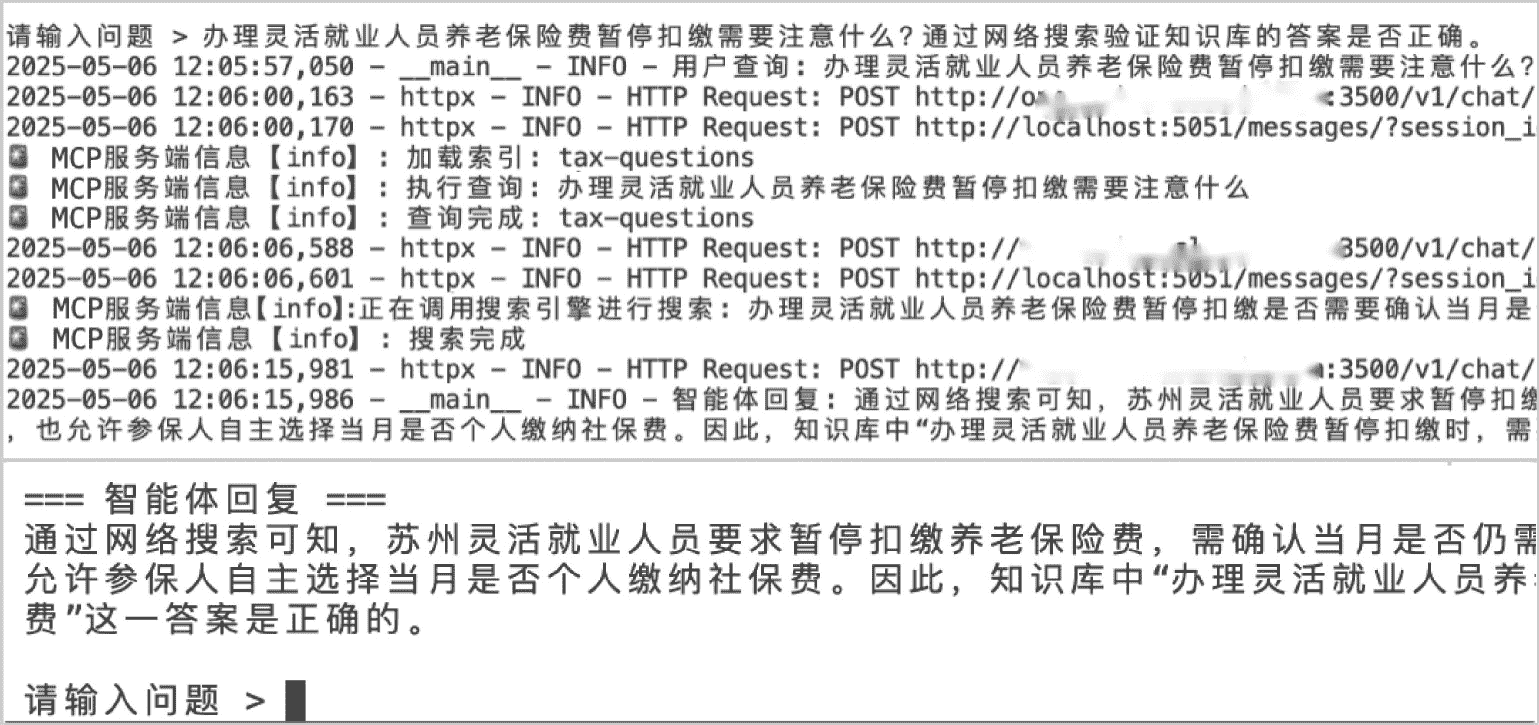 请输入问题 > 办理灵活就业人员养老保险费暂停扣缴需要注意什么?通过网络搜索验证知识库的答案是否正确。
2025-05-06 12:05:57,050 - __main__ - INFO - 用户查询: 办理灵活就业人员养老保险费暂停扣缴需要注意什么?
2025-05-06 12:06:00,163 - httpx - INFO - HTTP Request: POST http://o :3500/v1/chat/
2025-05-06 12:06:00,170 - httpx - INFO - HTTP Request: POST http://localhost:5051/messages/?session_i
MCP服务端信息【info】: 加载索引: tax-questions
MCP服务端信息【info】: 执行查询: 办理灵活就业人员养老保险费暂停扣缴需要注意什么
MCP服务端信息【info】: 查询完成: tax-questions
2025-05-06 12:06:06,588 - httpx - INFO - HTTP Request: POST http:// 3500/v1/chat/
2025-05-06 12:06:06,601 - httpx - INFO - HTTP Request: POST http://localhost:5051/messages/?session_i
MCP服务端信息【info】:正在调用搜索引擎进行搜索: 办理灵活就业人员养老保险费暂停扣缴是否需要确认当月是
MCP服务端信息【info】: 搜索完成
2025-05-06 12:06:15,981 - httpx - INFO - HTTP Request: POST http:// :3500/v1/chat/
2025-05-06 12:06:15,986 - __main__ - INFO - 智能体回复: 通过网络搜索可知, 苏州灵活就业人员要求暂停扣缴
, 也允许参保人自主选择当月是否个人缴纳社保费。因此, 知识库中“办理灵活就业人员养老保险费暂停扣缴时, 需
=== 智能体回复 ===
通过网络搜索可知, 苏州灵活就业人员要求暂停扣缴养老保险费, 需确认当月是否仍需
允许参保人自主选择当月是否个人缴纳社保费。因此, 知识库中“办理灵活就业人员养
费”这一答案是正确的。
请输入问题 >